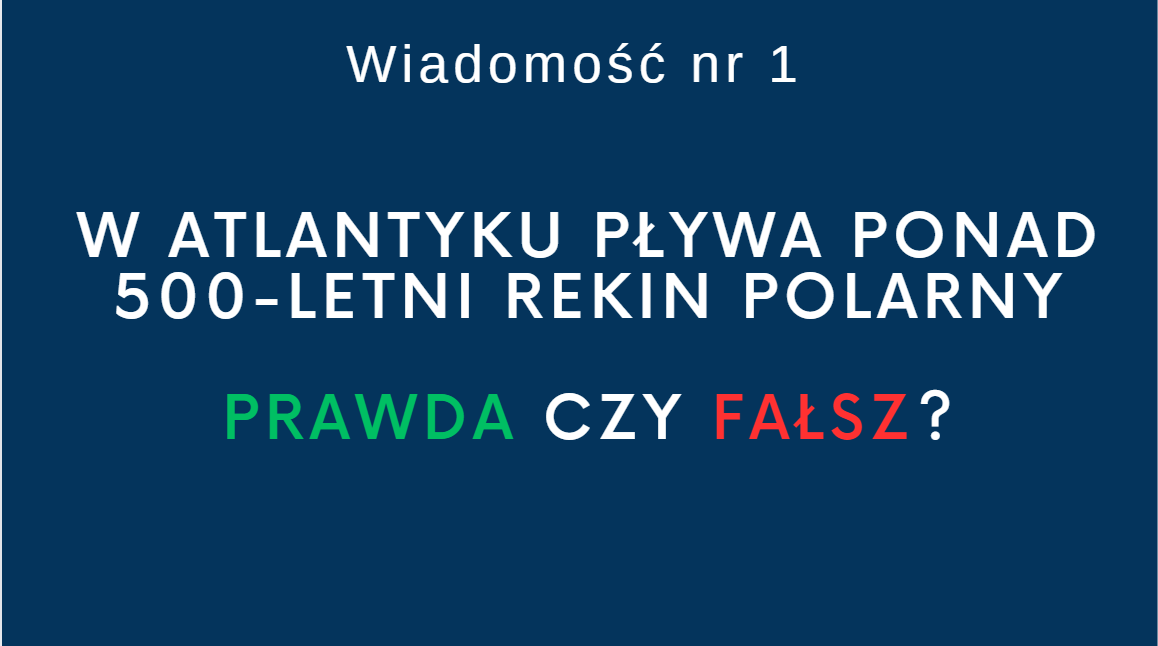 Wiadomość nr 1
W ATLANTYKU PŁYWA PONAD
500-LETNI REKIN POLARNY
PRAWDA CZY FAŁSZ?